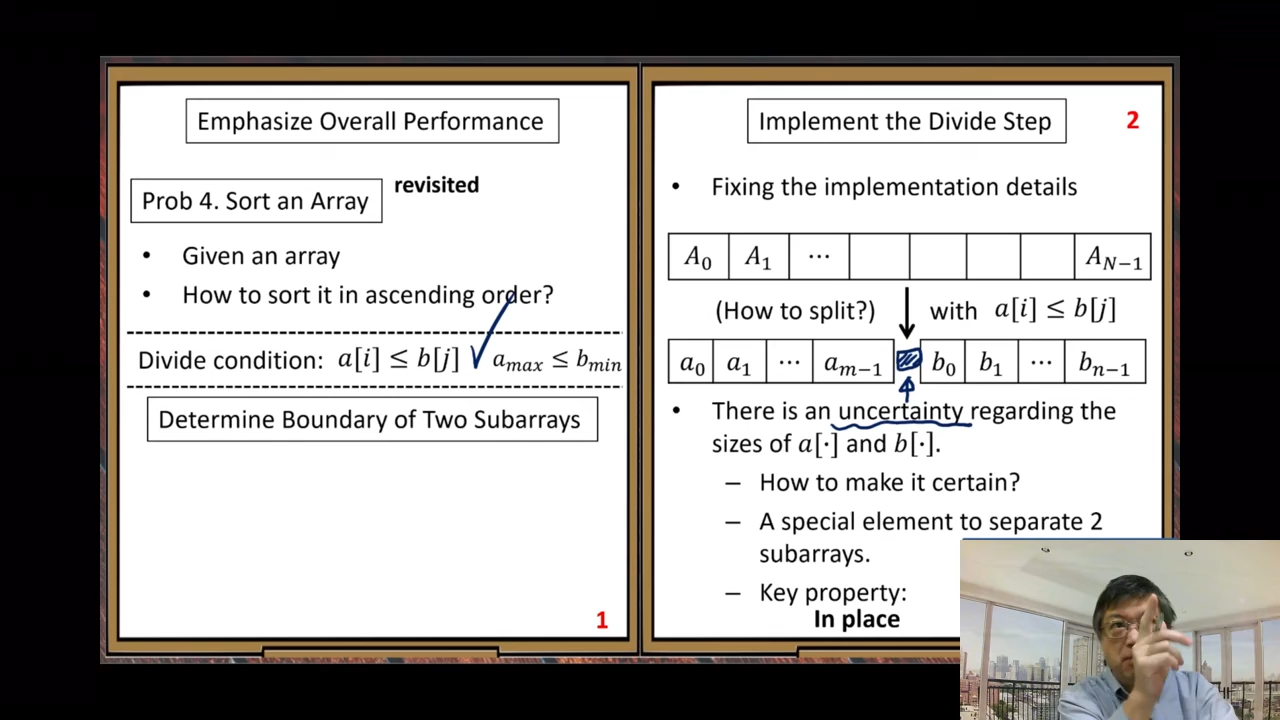 Emphasize Overall Performance
Prob 4. Sort an Array
revisited
• Given an array
• How to sort it in ascending order?
Divide condition: a[i] ≤ b[j] a_max ≤ b_min
Determine Boundary of Two Subarrays
1
Implement the Divide Step
2
• Fixing the implementation details
A_0 A_1 ⋯ A_{N−1}
(How to split?) with a[i] ≤ b[j]
a_0 a_1 ⋯ a_{m−1} b_0 b_1 ⋯ b_{n−1}
• There is an uncertainty regarding the
sizes of a[·] and b[·].
– How to make it certain?
– A special element to separate 2
subarrays.
– Key property:
In place